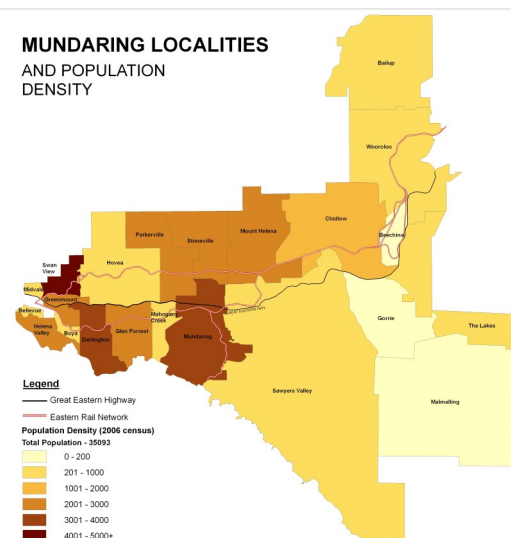 MUNDARING LOCALITIES
AND POPULATION
DENSITY
Bailup
Wooroloo
Chidlow
Beechina
Mount Helena
Parkerville
Stoneville
Hovea
Swan
View
Midvale
Greenmount
Bellevue
Helena
Valley
Boya
Darlington
Glen Forrest
Mahogany
Creek
Mundaring
GREAT EASTERN HWY
Gorrie
The Lakes
Sawyers Valley
Malmalling
Legend
Great Eastern Highway
Eastern Rail Network
Population Density (2006 census)
Total Population - 35093
0 - 200
201 - 1000
1001 - 2000
2001 - 3000
3001 - 4000
4001 - 5000+